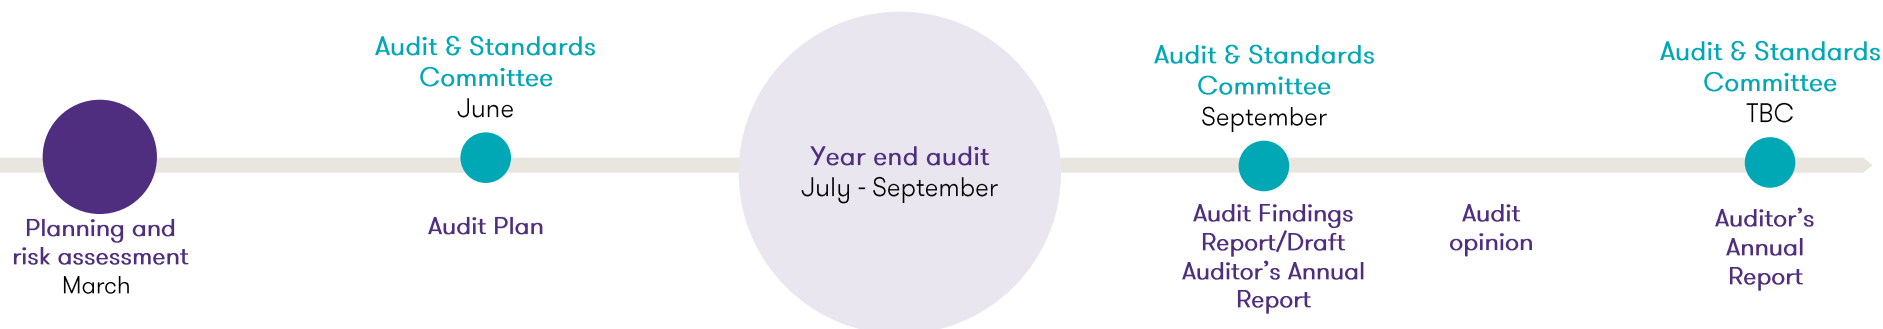 Planning and
risk assessment
March
Audit & Standards
Committee
June
Audit Plan
Year end audit
July - September
Audit & Standards
Committee
September
Audit Findings
Report/Draft
Auditor's Annual
Report
Audit
opinion
Audit & Standards
Committee
TBC
Auditor's
Annual
Report